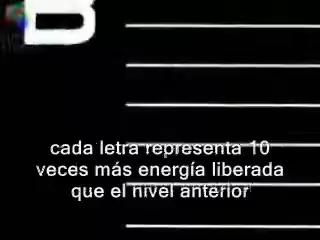 B
cada letra representa 10
veces más energía liberada
que el nivel anterior